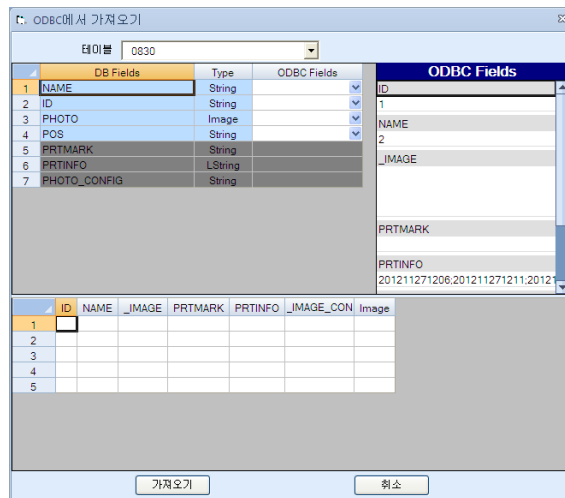 ODBC에서 가져오기
테이블 0830
DB Fields Type ODBC Fields
1 NAME String
2 ID String
3 PHOTO Image
4 POS String
5 PRTMARK String
6 PRTINFO LString
7 PHOTO_CONFIG String
ODBC Fields
ID
1
NAME
2
_IMAGE
PRTMARK
PRTINFO
201211271206;201211271211;20121
ID NAME _IMAGE PRTMARK PRTINFO _IMAGE_CON Image
1
2
3
4
5
가져오기 취소